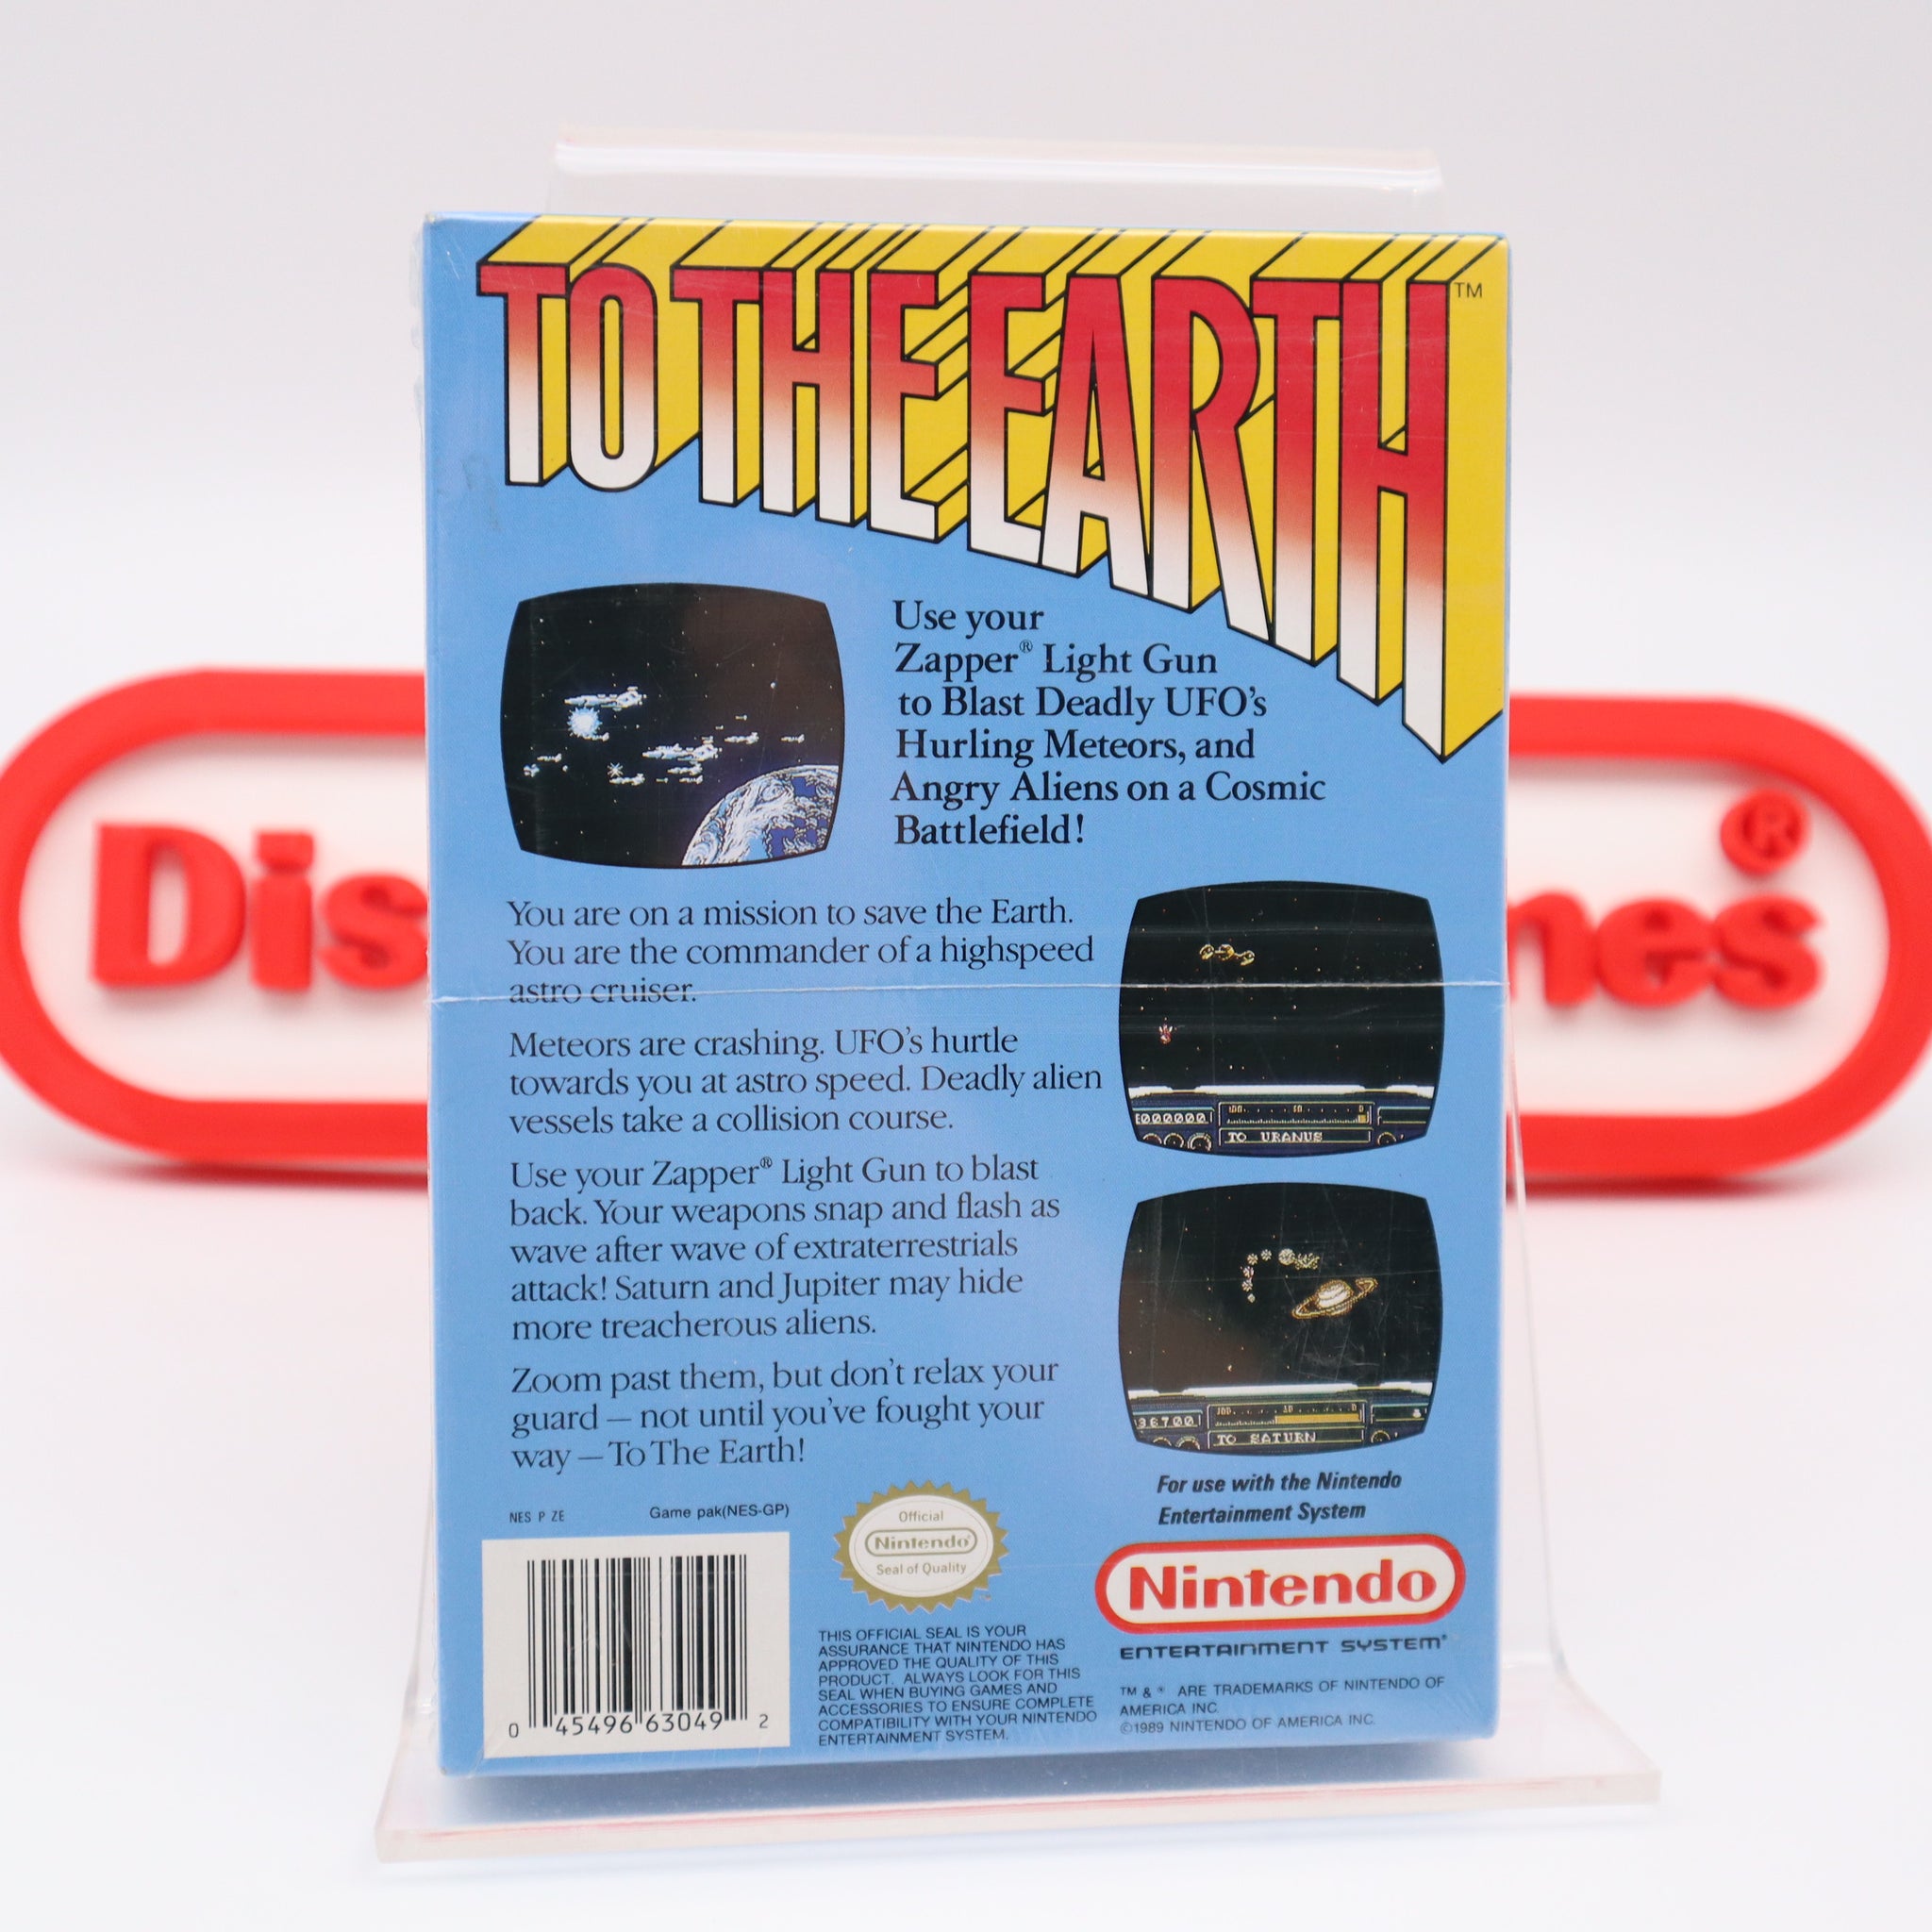 TO THE EARTH™
Use your
Zapper® Light Gun
to Blast Deadly UFO's
Hurling Meteors, and
Angry Aliens on a Cosmic
Battlefield!
You are on a mission to save the Earth.
You are the commander of a highspeed
astro cruiser.
Meteors are crashing. UFO's hurtle
towards you at astro speed. Deadly alien
vessels take a collision course.
Use your Zapper® Light Gun to blast
back. Your weapons snap and flash as
wave after wave of extraterrestrials
attack! Saturn and Jupiter may hide
more treacherous aliens.
Zoom past them, but don't relax your
guard — not until you've fought your
way — To The Earth!
E000000
TO URANUS
36700
TO SATURN
For use with the Nintendo
Entertainment System
NES P ZE Game pak(NES-GP)
0 45496 63049 2
Official
Nintendo®
Seal of Quality
THIS OFFICIAL SEAL IS YOUR
ASSURANCE THAT NINTENDO HAS
APPROVED THE QUALITY OF THIS
PRODUCT. ALWAYS LOOK FOR THIS
SEAL WHEN BUYING GAMES AND
ACCESSORIES TO ENSURE COMPLETE
COMPATIBILITY WITH YOUR NINTENDO
ENTERTAINMENT SYSTEM.
Nintendo
ENTERTAINMENT SYSTEM®
TM & ® ARE TRADEMARKS OF NINTENDO OF
AMERICA INC.
©1989 NINTENDO OF AMERICA INC.
Dis
mes®